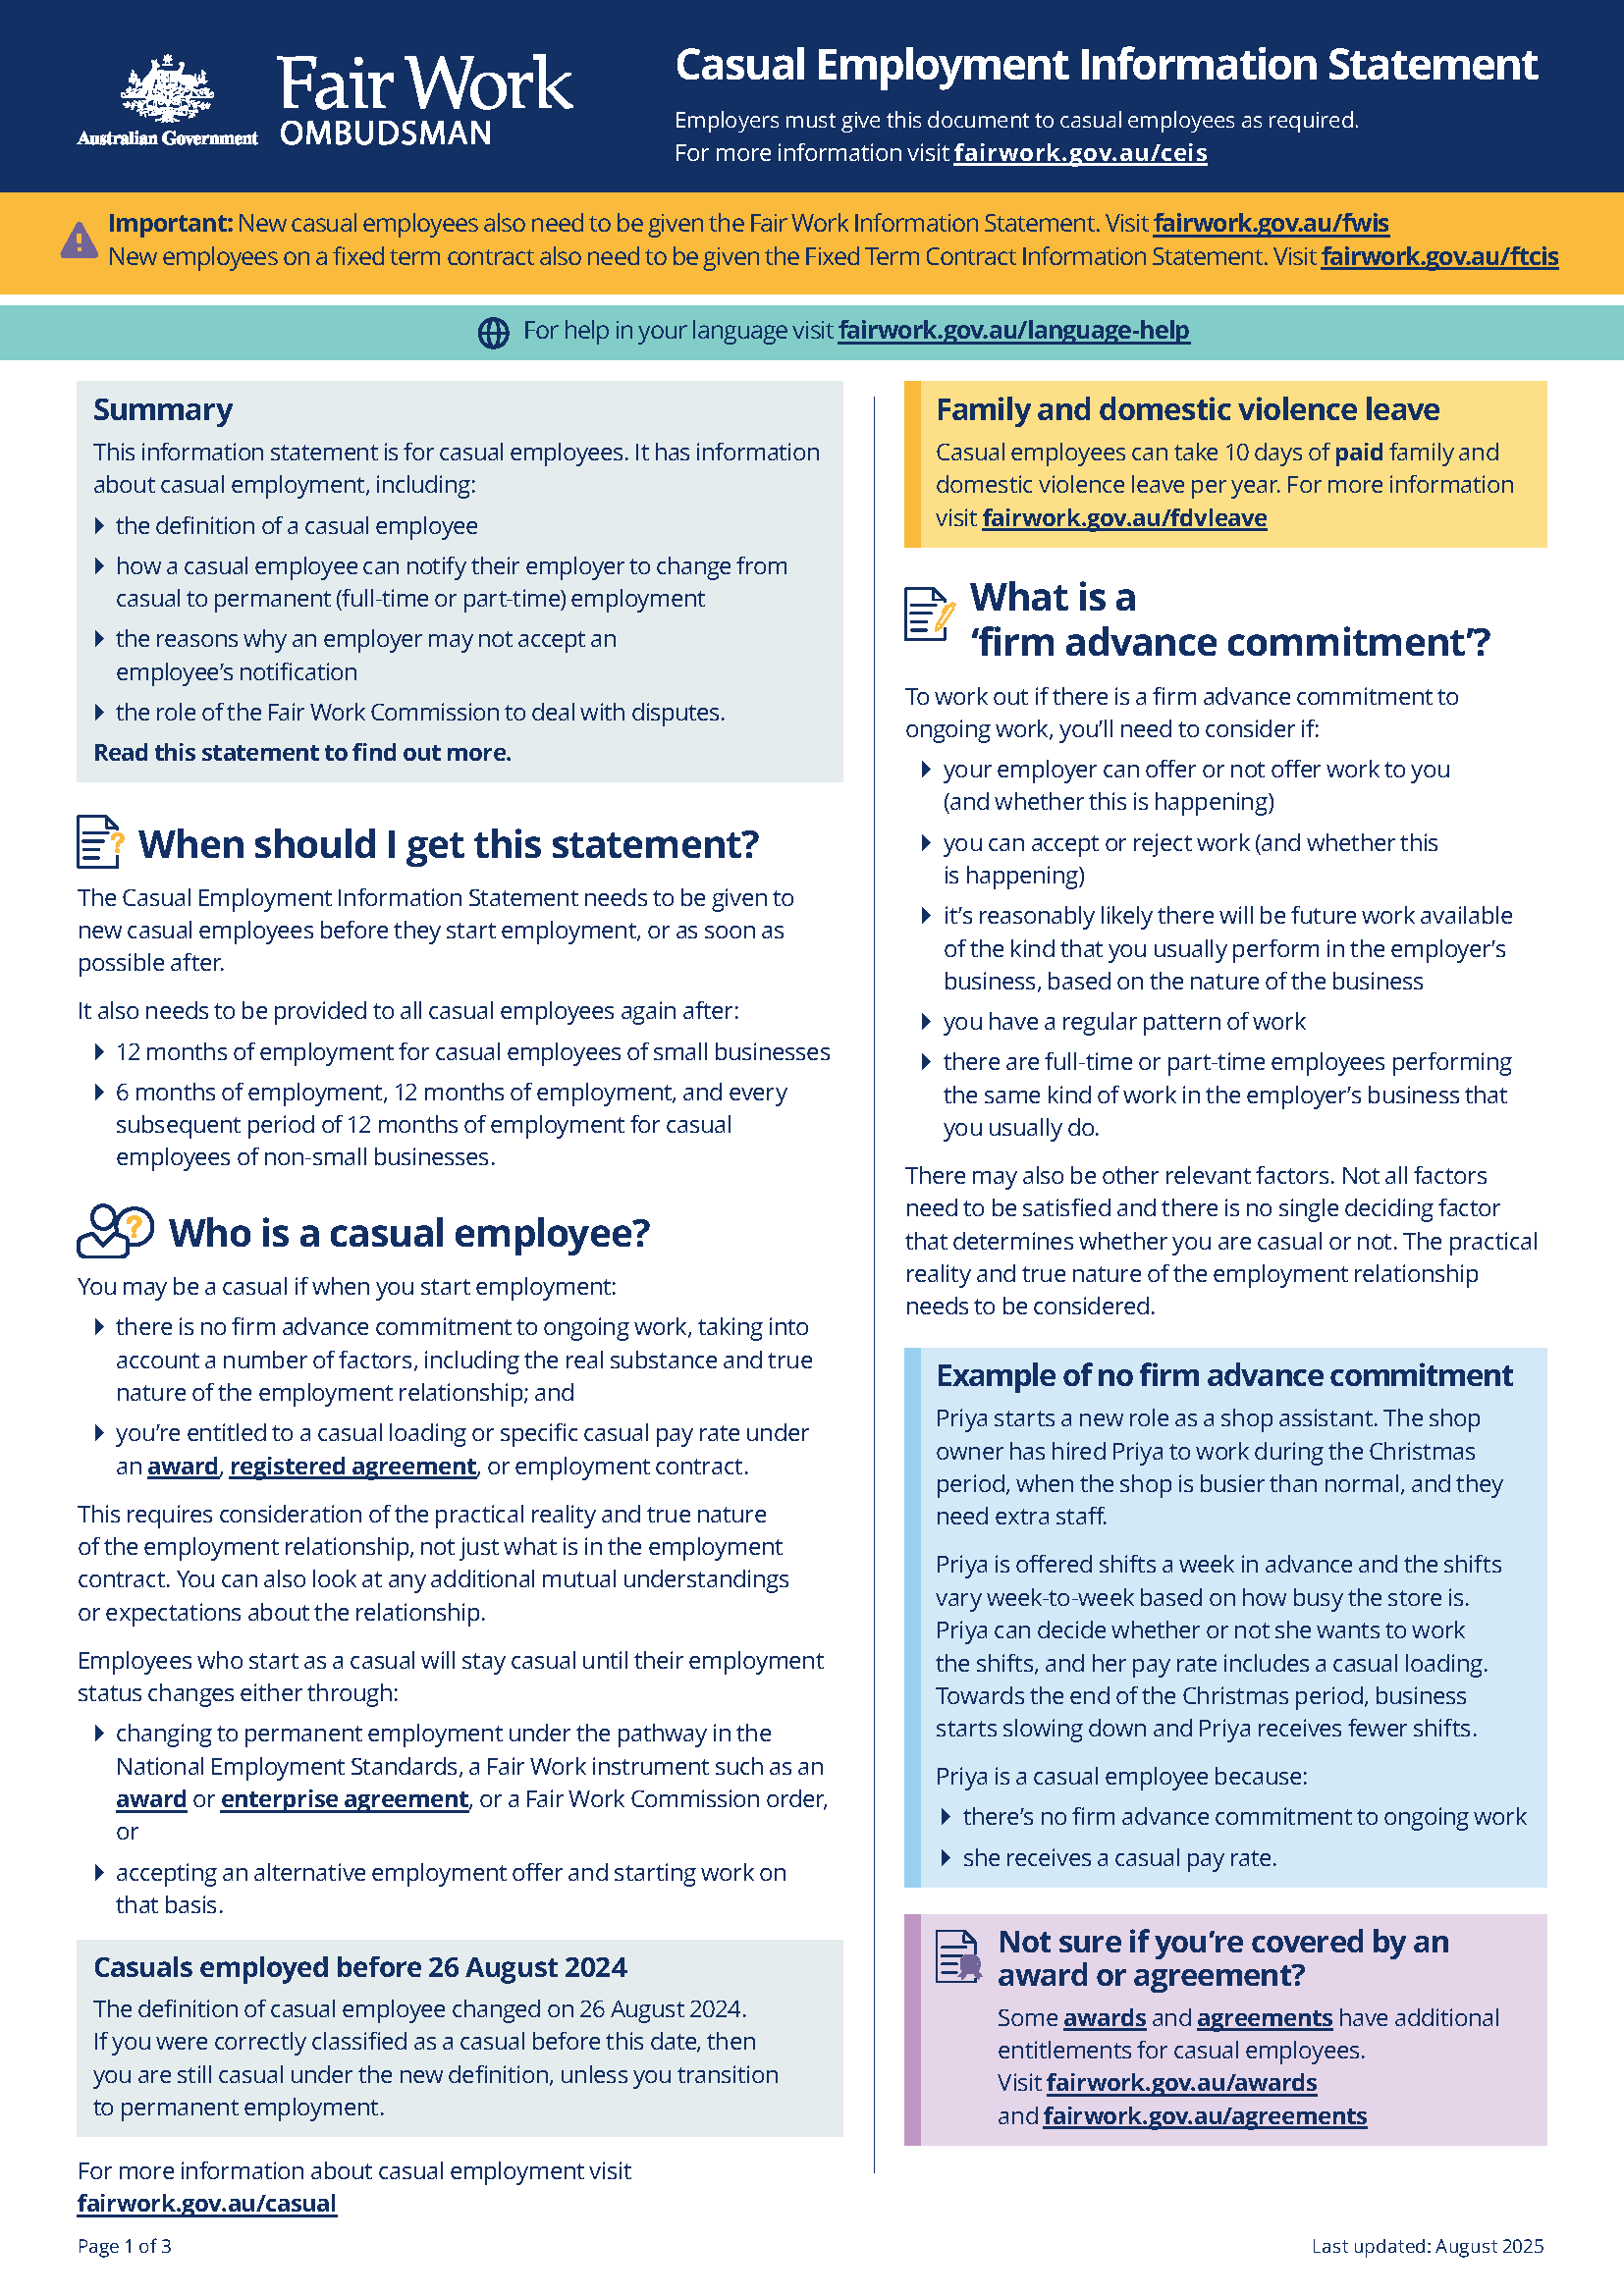 Australian Government
Fair Work
OMBUDSMAN
Casual Employment Information Statement
Employers must give this document to casual employees as required.
For more information visit fairwork.gov.au/ceis
Important: New casual employees also need to be given the Fair Work Information Statement. Visit fairwork.gov.au/fwis
New employees on a fixed term contract also need to be given the Fixed Term Contract Information Statement. Visit fairwork.gov.au/ftcis
For help in your language visit fairwork.gov.au/language-help
Summary
This information statement is for casual employees. It has information
about casual employment, including:
the definition of a casual employee
how a casual employee can notify their employer to change from
casual to permanent (full-time or part-time) employment
the reasons why an employer may not accept an
employee's notification
the role of the Fair Work Commission to deal with disputes.
Read this statement to find out more.
When should I get this statement?
The Casual Employment Information Statement needs to be given to
new casual employees before they start employment, or as soon as
possible after.
It also needs to be provided to all casual employees again after:
12 months of employment for casual employees of small businesses
6 months of employment, 12 months of employment, and every
subsequent period of 12 months of employment for casual
employees of non-small businesses.
Who is a casual employee?
You may be a casual if when you start employment:
there is no firm advance commitment to ongoing work, taking into
account a number of factors, including the real substance and true
nature of the employment relationship; and
you're entitled to a casual loading or specific casual pay rate under
an award, registered agreement, or employment contract.
This requires consideration of the practical reality and true nature
of the employment relationship, not just what is in the employment
contract. You can also look at any additional mutual understandings
or expectations about the relationship.
Employees who start as a casual will stay casual until their employment
status changes either through:
changing to permanent employment under the pathway in the
National Employment Standards, a Fair Work instrument such as an
award or enterprise agreement, or a Fair Work Commission order,
or
accepting an alternative employment offer and starting work on
that basis.
Casuals employed before 26 August 2024
The definition of casual employee changed on 26 August 2024.
If you were correctly classified as a casual before this date, then
you are still casual under the new definition, unless you transition
to permanent employment.
For more information about casual employment visit
fairwork.gov.au/casual
Family and domestic violence leave
Casual employees can take 10 days of paid family and
domestic violence leave per year. For more information
visit fairwork.gov.au/fdvleave
What is a
'firm advance commitment'?
To work out if there is a firm advance commitment to
ongoing work, you'll need to consider if:
your employer can offer or not offer work to you
(and whether this is happening)
you can accept or reject work (and whether this
is happening)
it's reasonably likely there will be future work available
of the kind that you usually perform in the employer's
business, based on the nature of the business
you have a regular pattern of work
there are full-time or part-time employees performing
the same kind of work in the employer's business that
you usually do.
There may also be other relevant factors. Not all factors
need to be satisfied and there is no single deciding factor
that determines whether you are casual or not. The practical
reality and true nature of the employment relationship
needs to be considered.
Example of no firm advance commitment
Priya starts a new role as a shop assistant. The shop
owner has hired Priya to work during the Christmas
period, when the shop is busier than normal, and they
need extra staff.
Priya is offered shifts a week in advance and the shifts
vary week-to-week based on how busy the store is.
Priya can decide whether or not she wants to work
the shifts, and her pay rate includes a casual loading.
Towards the end of the Christmas period, business
starts slowing down and Priya receives fewer shifts.
Priya is a casual employee because:
there's no firm advance commitment to ongoing work
she receives a casual pay rate.
Not sure if you're covered by an
award or agreement?
Some awards and agreements have additional
entitlements for casual employees.
Visit fairwork.gov.au/awards
and fairwork.gov.au/agreements
Page 1 of 3
Last updated: August 2025